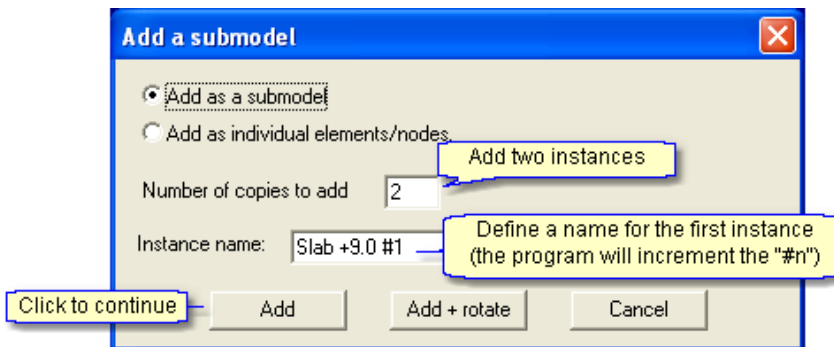 Add a submodel
Add as a submodel
Add as individual elements/nodes
Add two instances
Number of copies to add 2
Define a name for the first instance
(the program will increment the "#n")
Instance name: Slab +9.0 #1
Click to continue Add Add + rotate Cancel